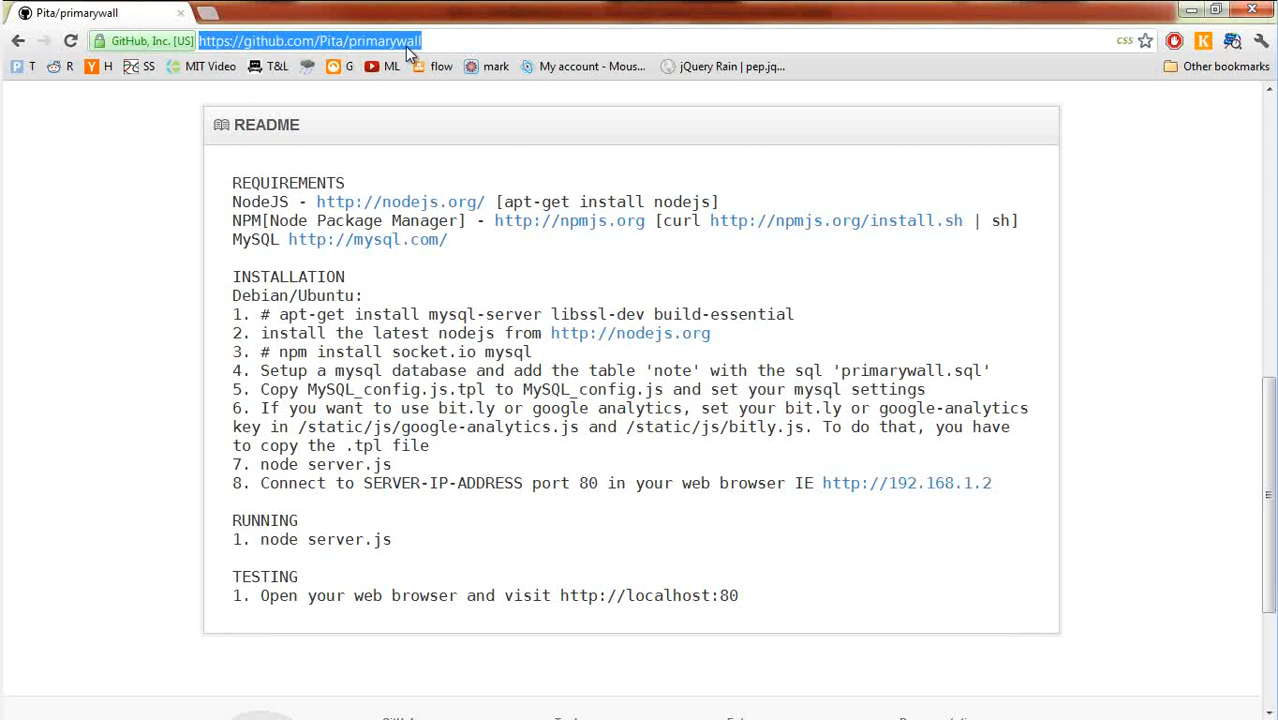 Pita/primarywall
GitHub, Inc. [US] https://github.com/Pita/primarywall
css K
T R Y H SS MIT Video T&L G ML flow mark My account - Mous... jQuery Rain | pep.jq... Other bookmarks
README
REQUIREMENTS
NodeJS - http://nodejs.org/ [apt-get install nodejs]
NPM[Node Package Manager] - http://npmjs.org [curl http://npmjs.org/install.sh | sh]
MySQL http://mysql.com/
INSTALLATION
Debian/Ubuntu:
1. # apt-get install mysql-server libssl-dev build-essential
2. install the latest nodejs from http://nodejs.org
3. # npm install socket.io mysql
4. Setup a mysql database and add the table 'note' with the sql 'primarywall.sql'
5. Copy MySQL_config.js.tpl to MySQL_config.js and set your mysql settings
6. If you want to use bit.ly or google analytics, set your bit.ly or google-analytics
key in /static/js/google-analytics.js and /static/js/bitly.js. To do that, you have
to copy the .tpl file
7. node server.js
8. Connect to SERVER-IP-ADDRESS port 80 in your web browser IE http://192.168.1.2
RUNNING
1. node server.js
TESTING
1. Open your web browser and visit http://localhost:80